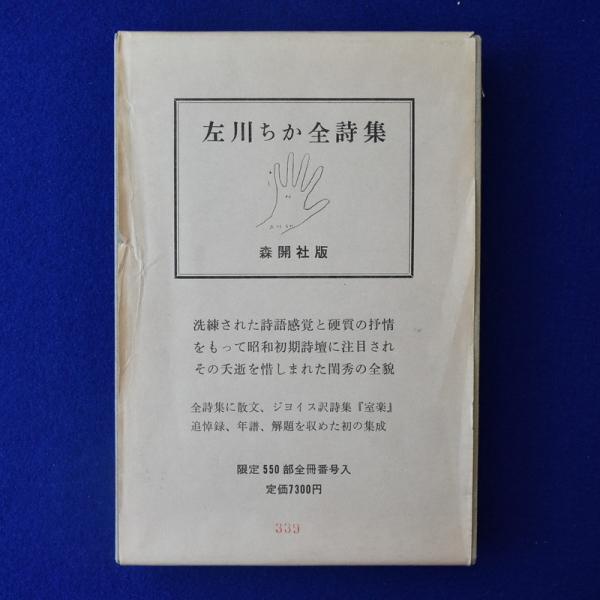 左川ちか全詩集
森開社版
洗練された詩語感覚と硬質の抒情
をもって昭和初期詩壇に注目され
その夭逝を惜しまれた閨秀の全貌
全詩集に散文、ジヨイス訳詩集『室楽』
追悼録、年譜、解題を収めた初の集成
限定550部全冊番号入
定価7300円
339